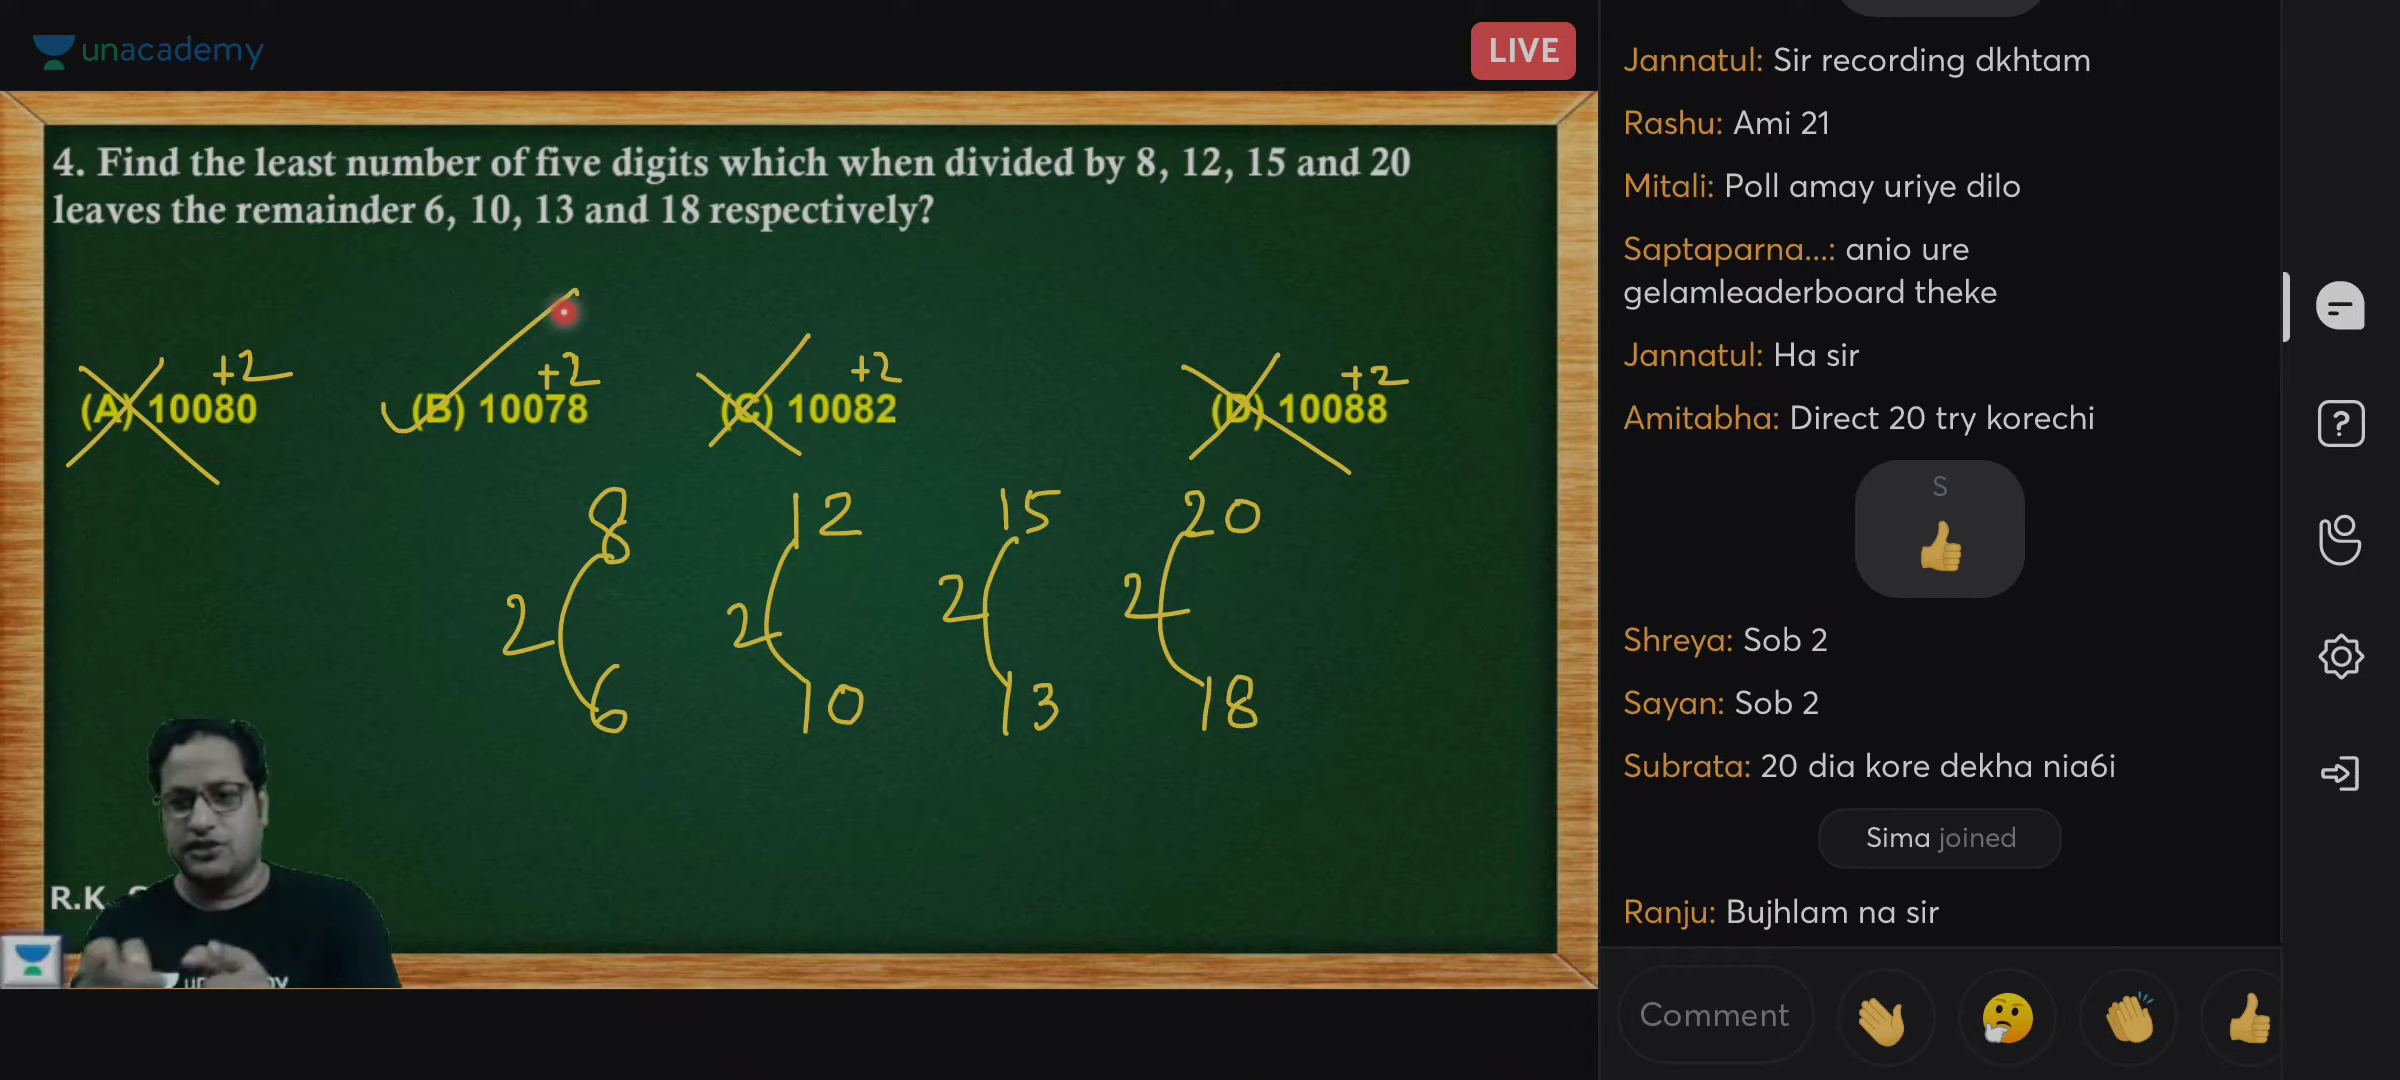 unacademy
LIVE
4. Find the least number of five digits which when divided by 8, 12, 15 and 20
leaves the remainder 6, 10, 13 and 18 respectively?
+2 +2 +2 +2
(A) 10080 (B) 10078 (C) 10082 (D) 10088
8 12 15 20
2 2 2 2
6 10 13 18
R.K.
Jannatul: Sir recording dkhtam
Rashu: Ami 21
Mitali: Poll amay uriye dilo
Saptaparna...: anio ure
gelamleaderboard theke
Jannatul: Ha sir
Amitabha: Direct 20 try korechi
S
Shreya: Sob 2
Sayan: Sob 2
Subrata: 20 dia kore dekha nia6i
Sima joined
Ranju: Bujhlam na sir
Comment